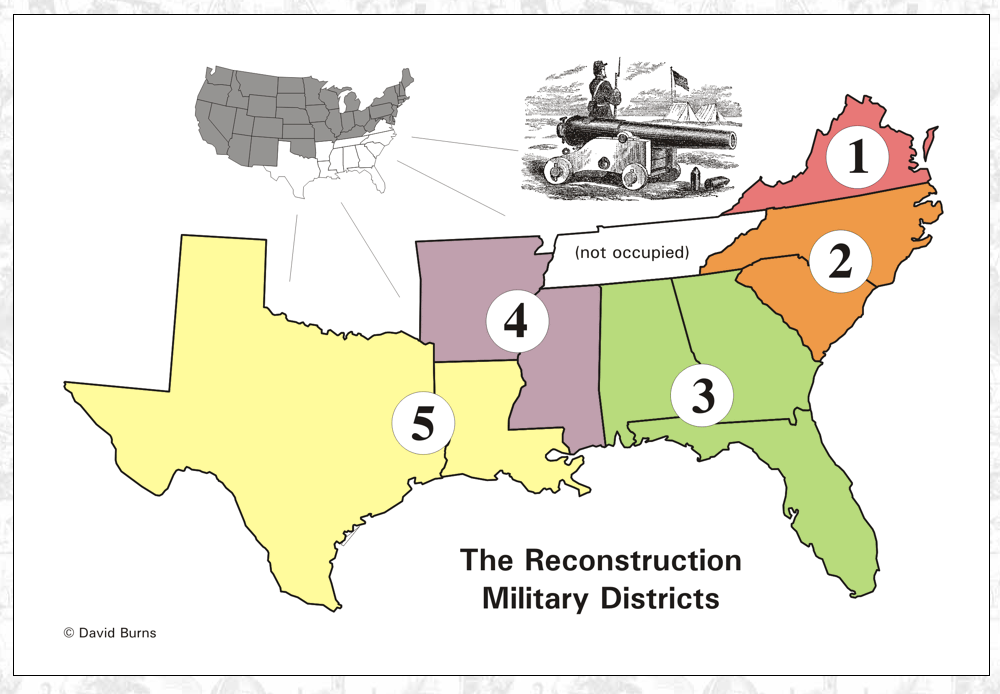 1
2
(not occupied)
4
3
5
The Reconstruction
Military Districts
© David Burns